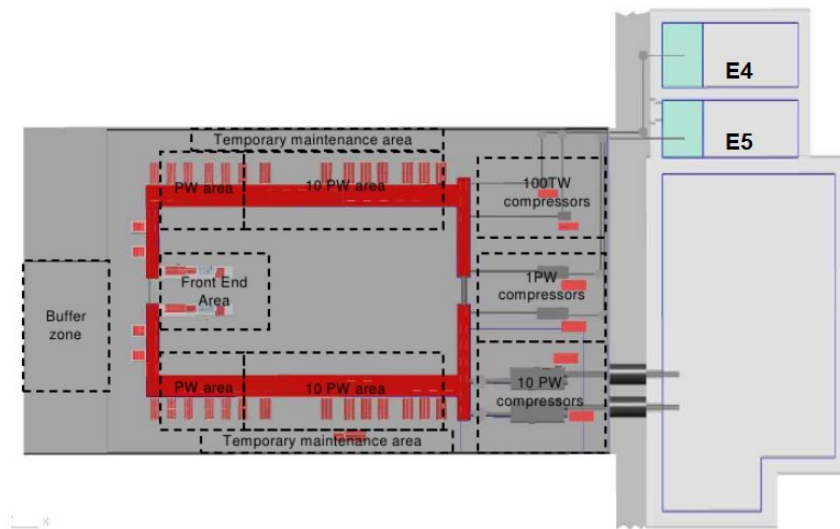 E4
E5
Temporary maintenance area
PW area
10 PW area
100TW
compressors
Front End
Area
1PW
compressors
Buffer
zone
PW area
10 PW area
10 PW
compressors
Temporary maintenance area
x